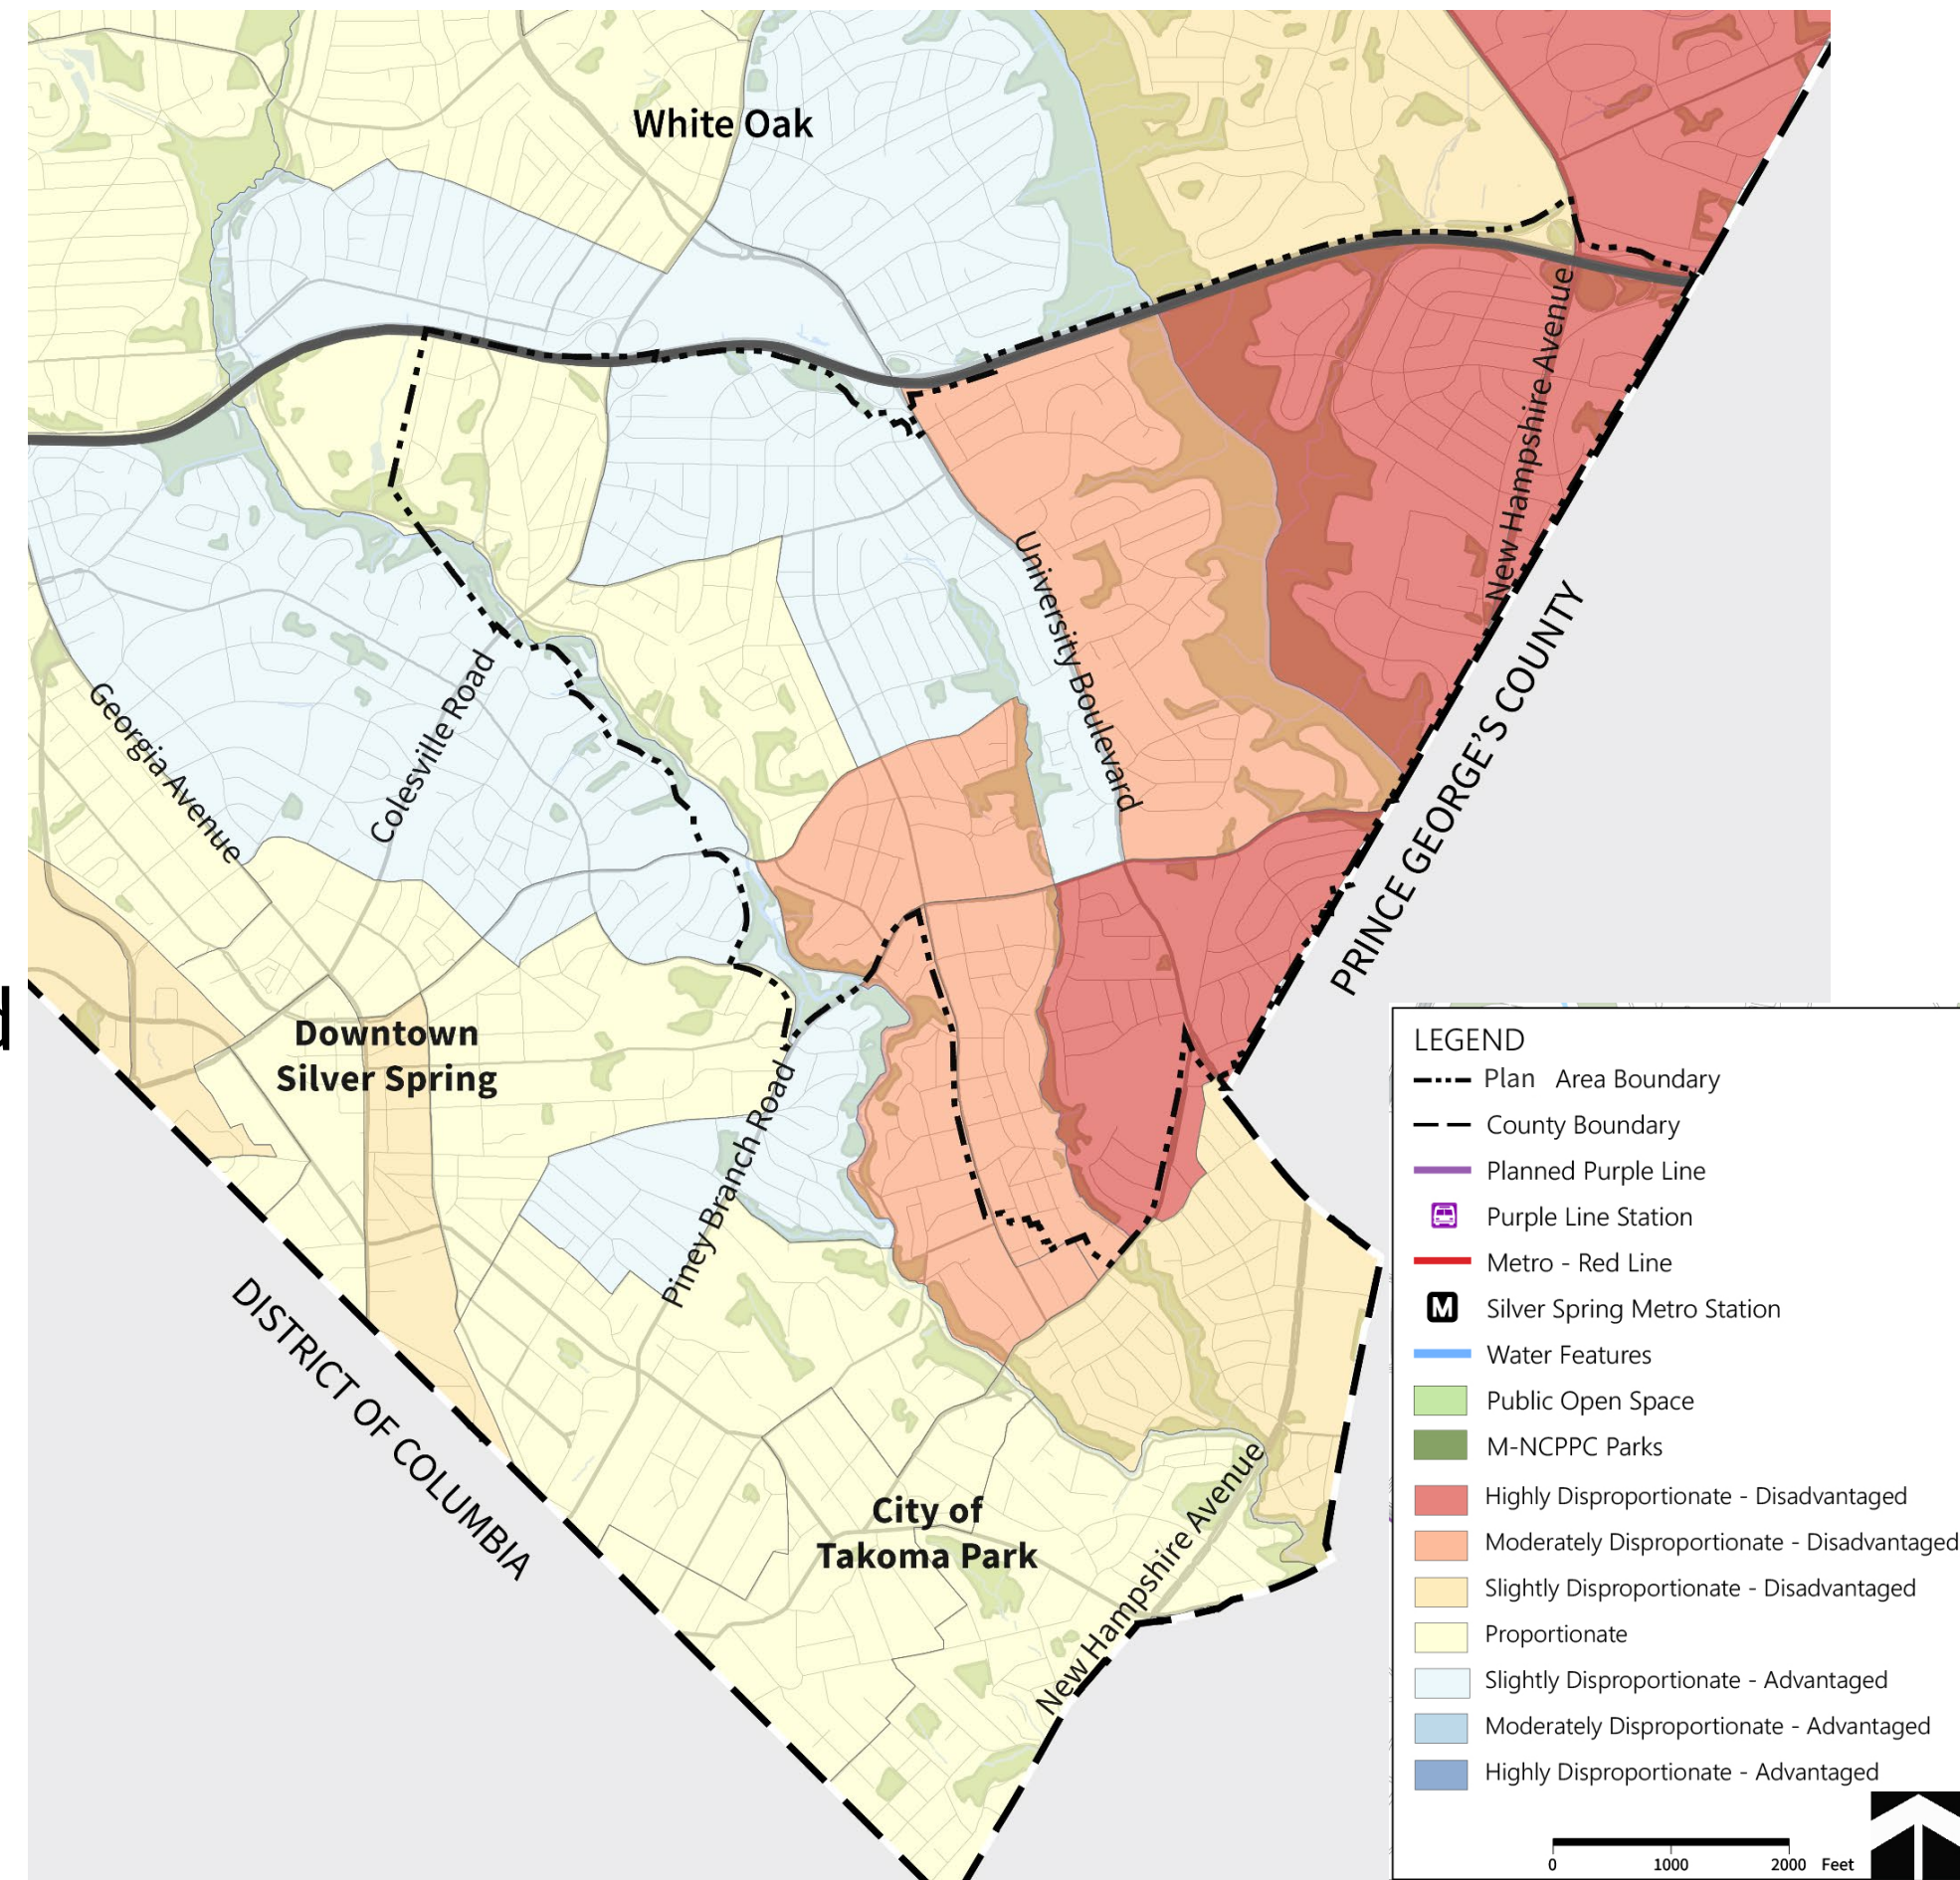 White Oak
New Hampshire Avenue
University Boulevard
PRINCE GEORGE'S COUNTY
Georgia Avenue
Colesville Road
d
Downtown
Silver Spring
Piney Branch Road
DISTRICT OF COLUMBIA
City of
Takoma Park
New Hampshire Avenue
LEGEND
Plan Area Boundary
County Boundary
Planned Purple Line
Purple Line Station
Metro - Red Line
M Silver Spring Metro Station
Water Features
Public Open Space
M-NCPPC Parks
Highly Disproportionate - Disadvantaged
Moderately Disproportionate - Disadvantaged
Slightly Disproportionate - Disadvantaged
Proportionate
Slightly Disproportionate - Advantaged
Moderately Disproportionate - Advantaged
Highly Disproportionate - Advantaged
0 1000 2000 Feet